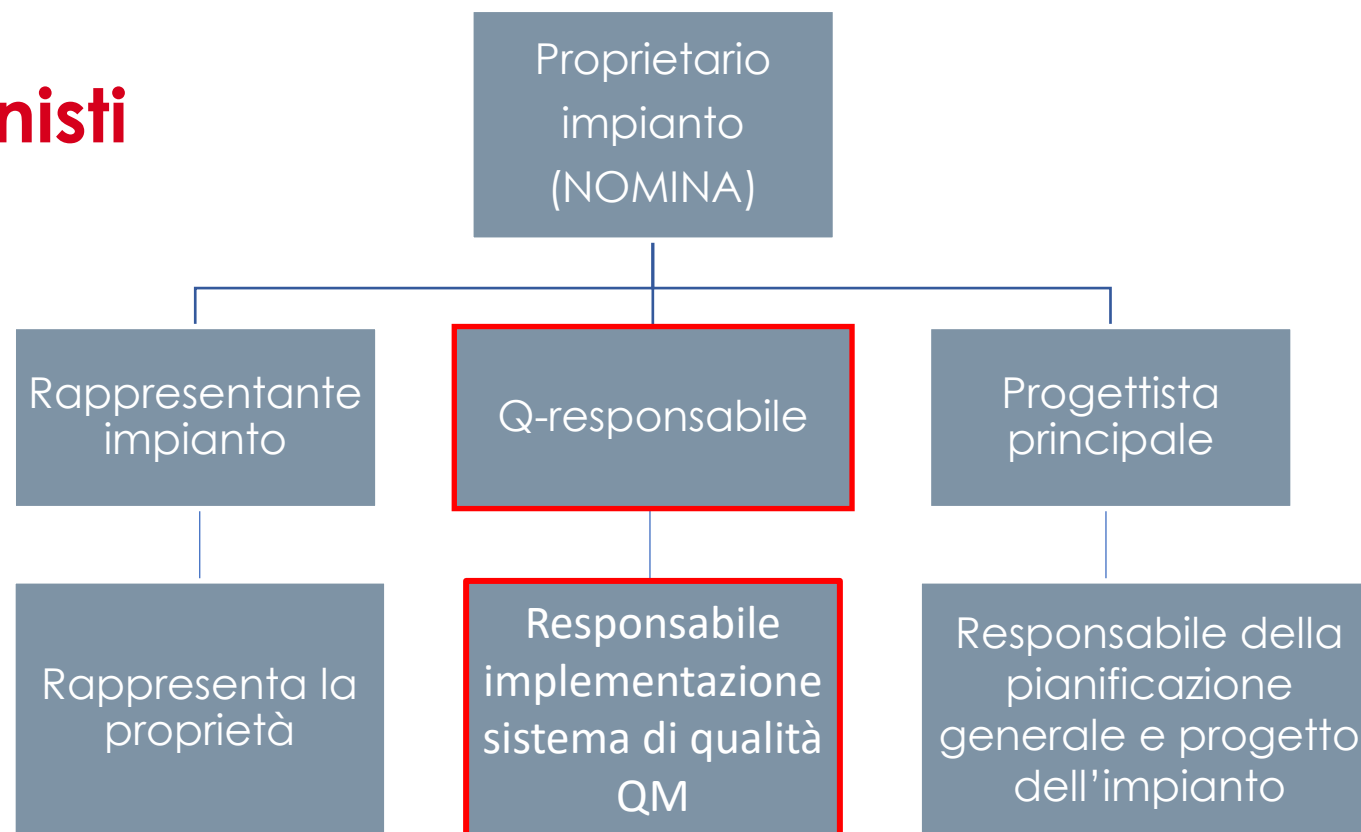 nisti
Proprietario
impianto
(NOMINA)
Rappresentante
impianto
Q-responsabile
Progettista
principale
Rappresenta la
proprietà
Responsabile
implementazione
sistema di qualità
QM
Responsabile della
pianificazione
generale e progetto
dell’impianto